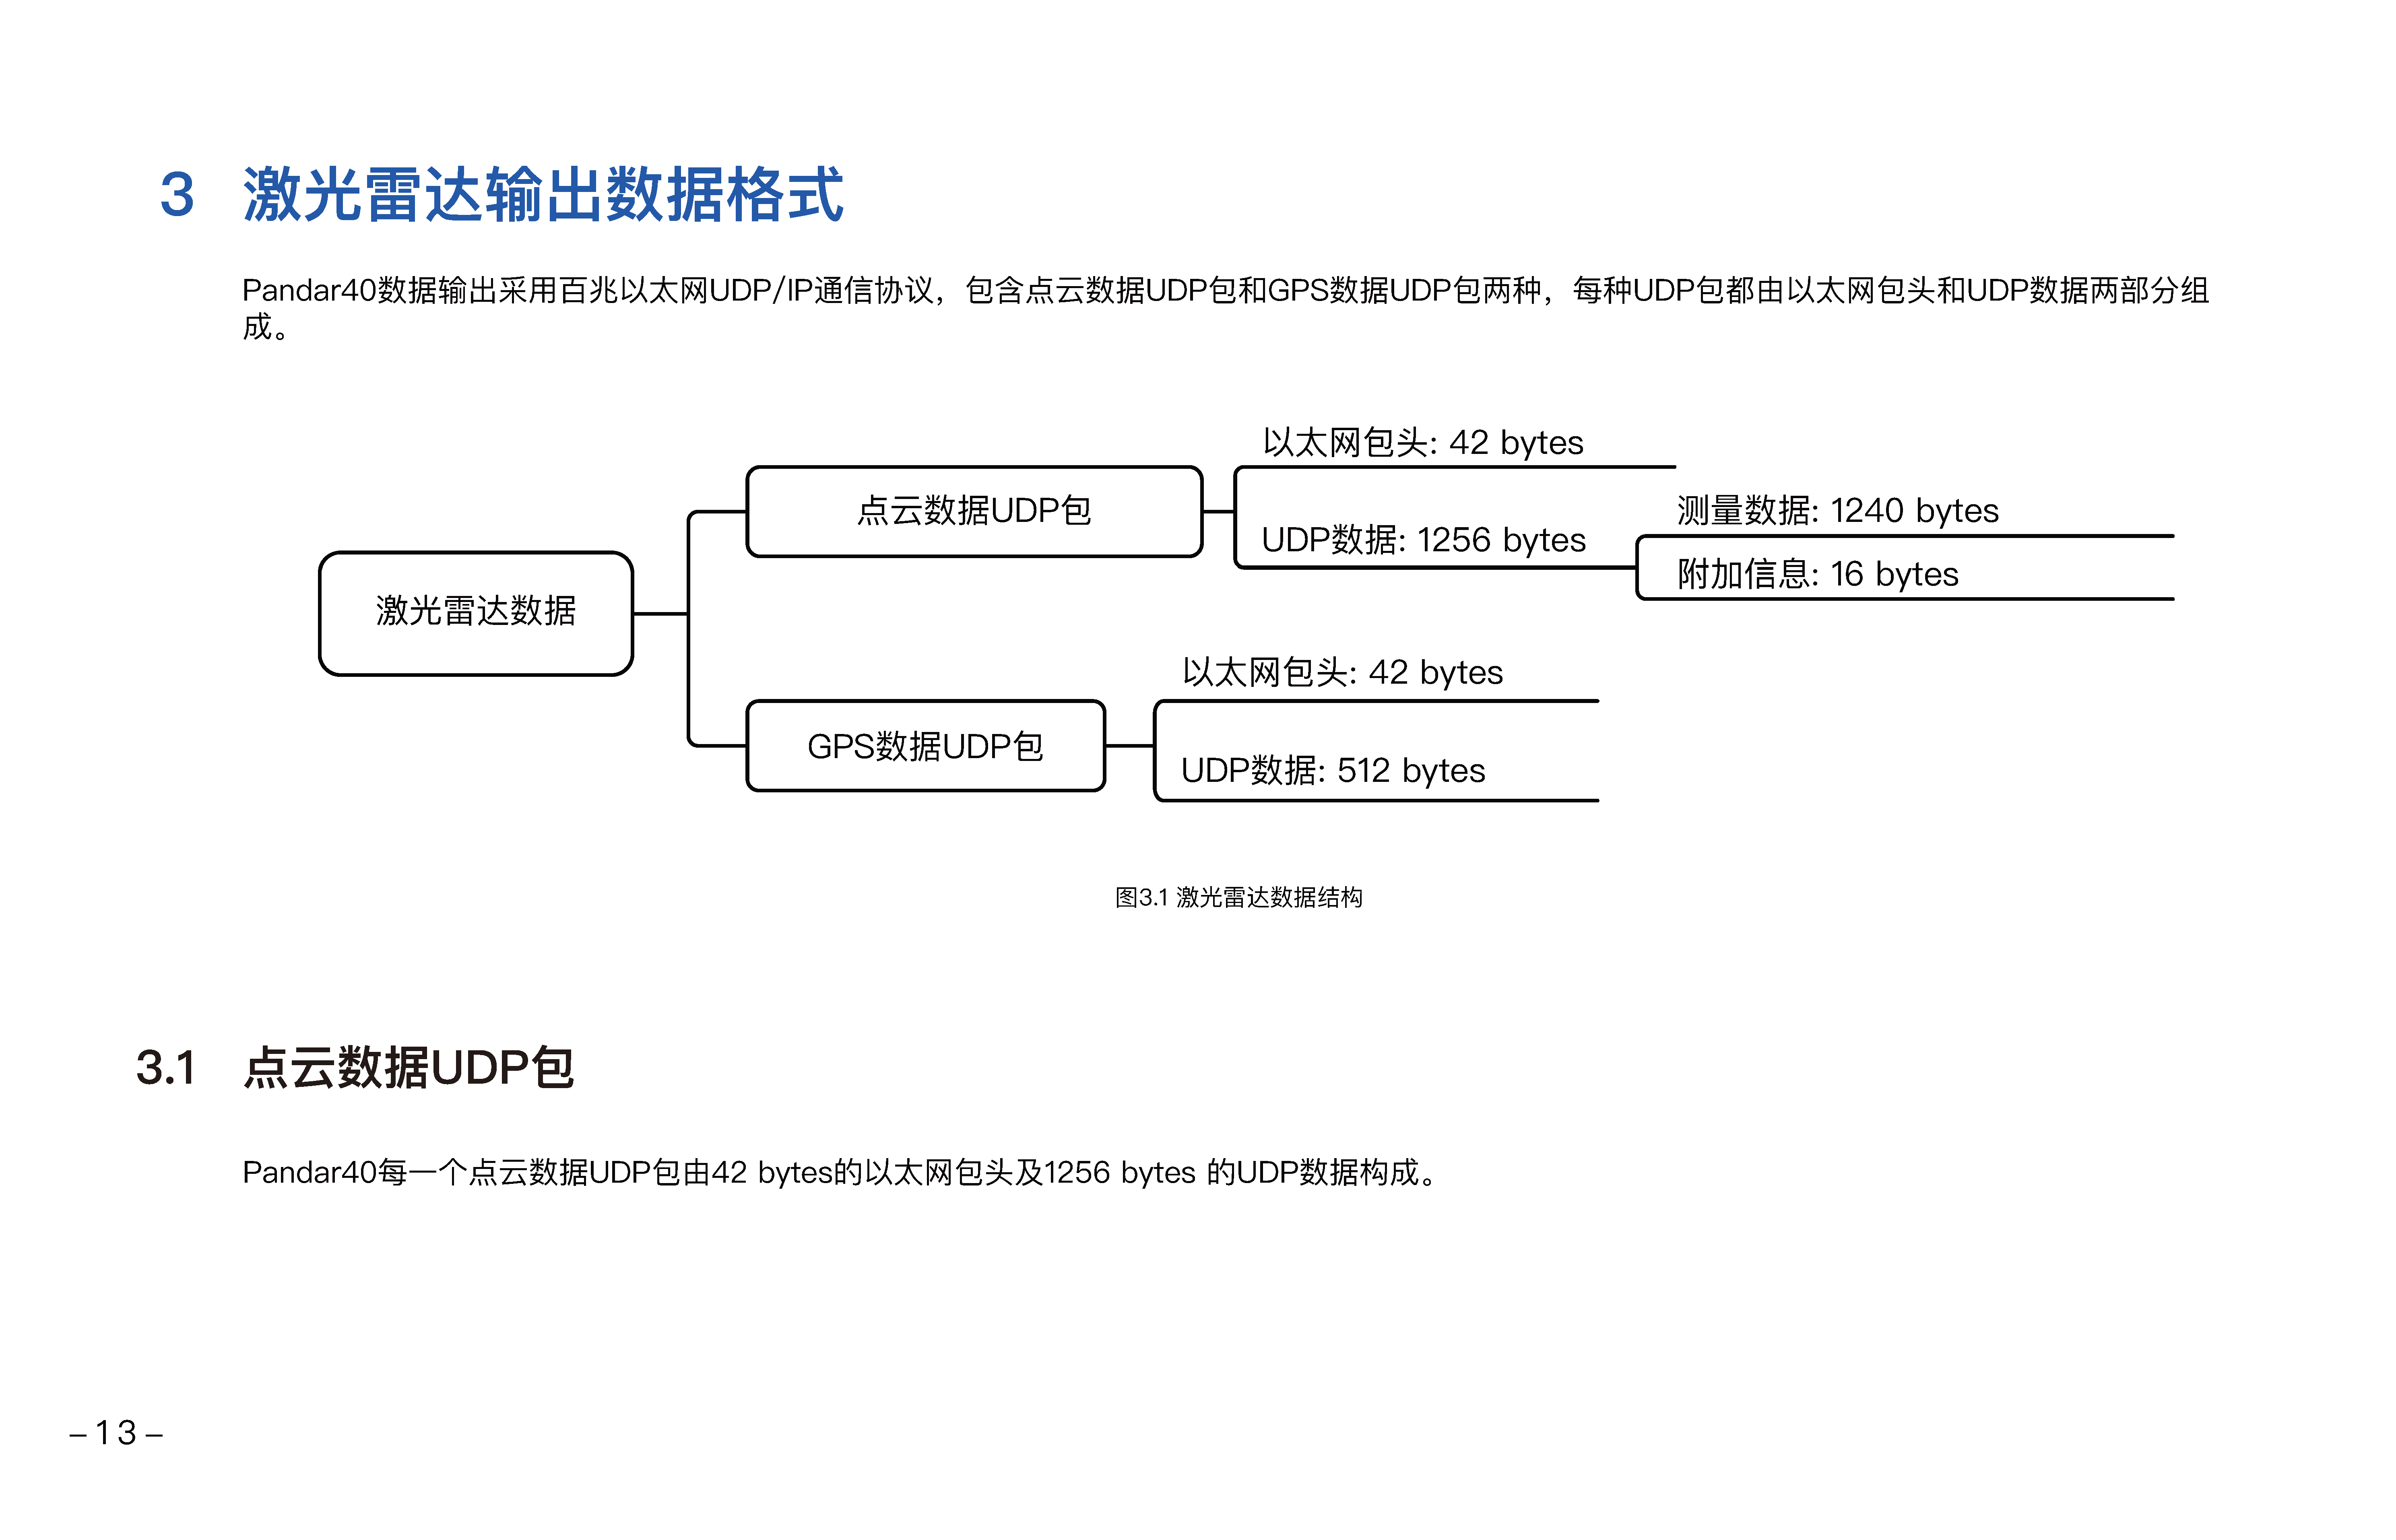 3 激光雷达输出数据格式
Pandar40数据输出采用百兆以太网UDP/IP通信协议，包含点云数据UDP包和GPS数据UDP包两种，每种UDP包都由以太网包头和UDP数据两部分组
成。
以太网包头: 42 bytes
点云数据UDP包
测量数据: 1240 bytes
UDP数据: 1256 bytes
附加信息: 16 bytes
激光雷达数据
以太网包头: 42 bytes
GPS数据UDP包
UDP数据: 512 bytes
图3.1 激光雷达数据结构
3.1 点云数据UDP包
Pandar40每一个点云数据UDP包由42 bytes的以太网包头及1256 bytes 的UDP数据构成。
– 1 3 –